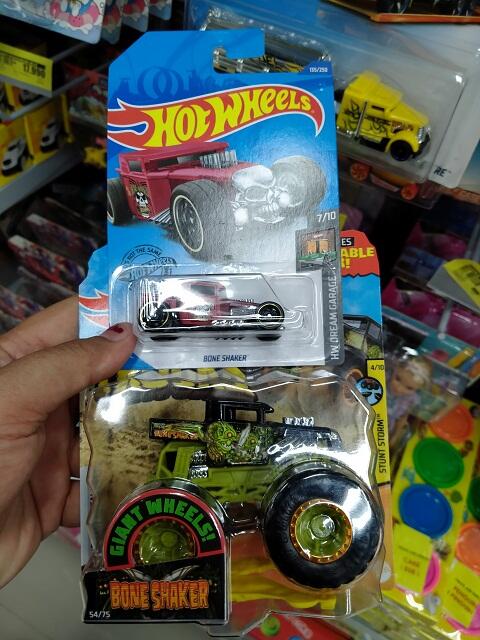 135/250
HOT WHEELS
7/10
HW DREAM GARAGE
BONE SHAKER
4/10
STUNT STORM
GIANT WHEELS!
BONE SHAKER
54/75